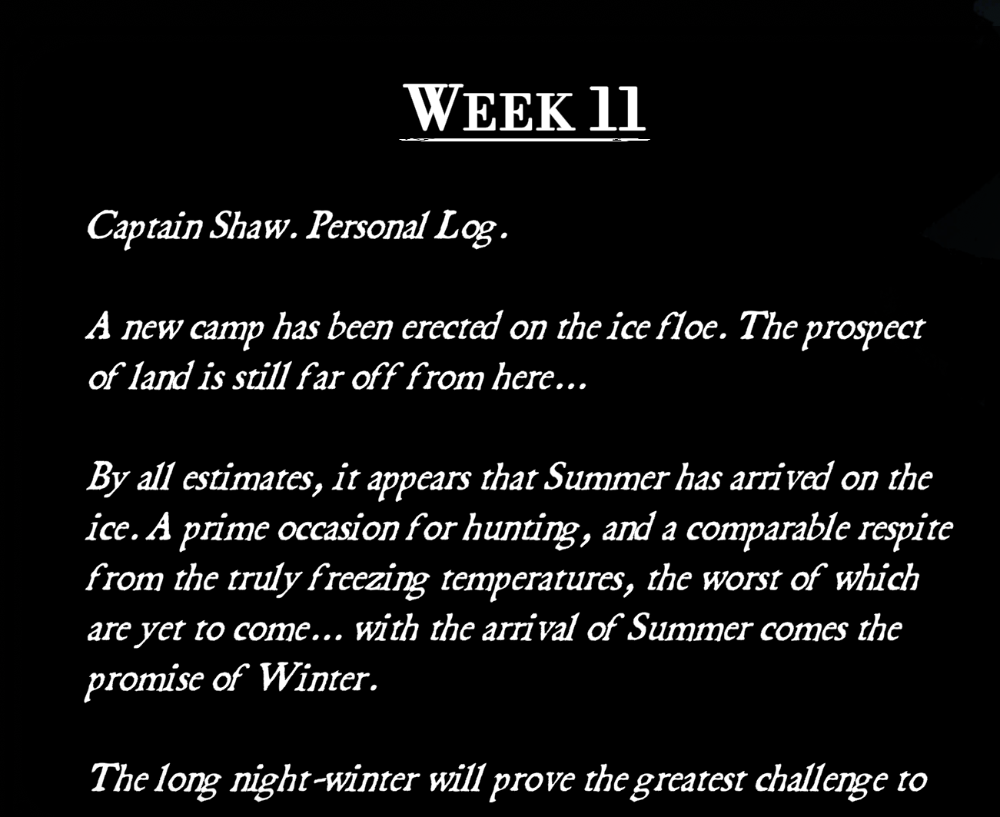 WEEK 11
Captain Shaw. Personal Log.
A new camp has been erected on the ice floe. The prospect
of land is still far off from here...
By all estimates, it appears that Summer has arrived on the
ice. A prime occasion for hunting, and a comparable respite
from the truly freezing temperatures, the worst of which
are yet to come... with the arrival of Summer comes the
promise of Winter.
The long night-winter will prove the greatest challenge to